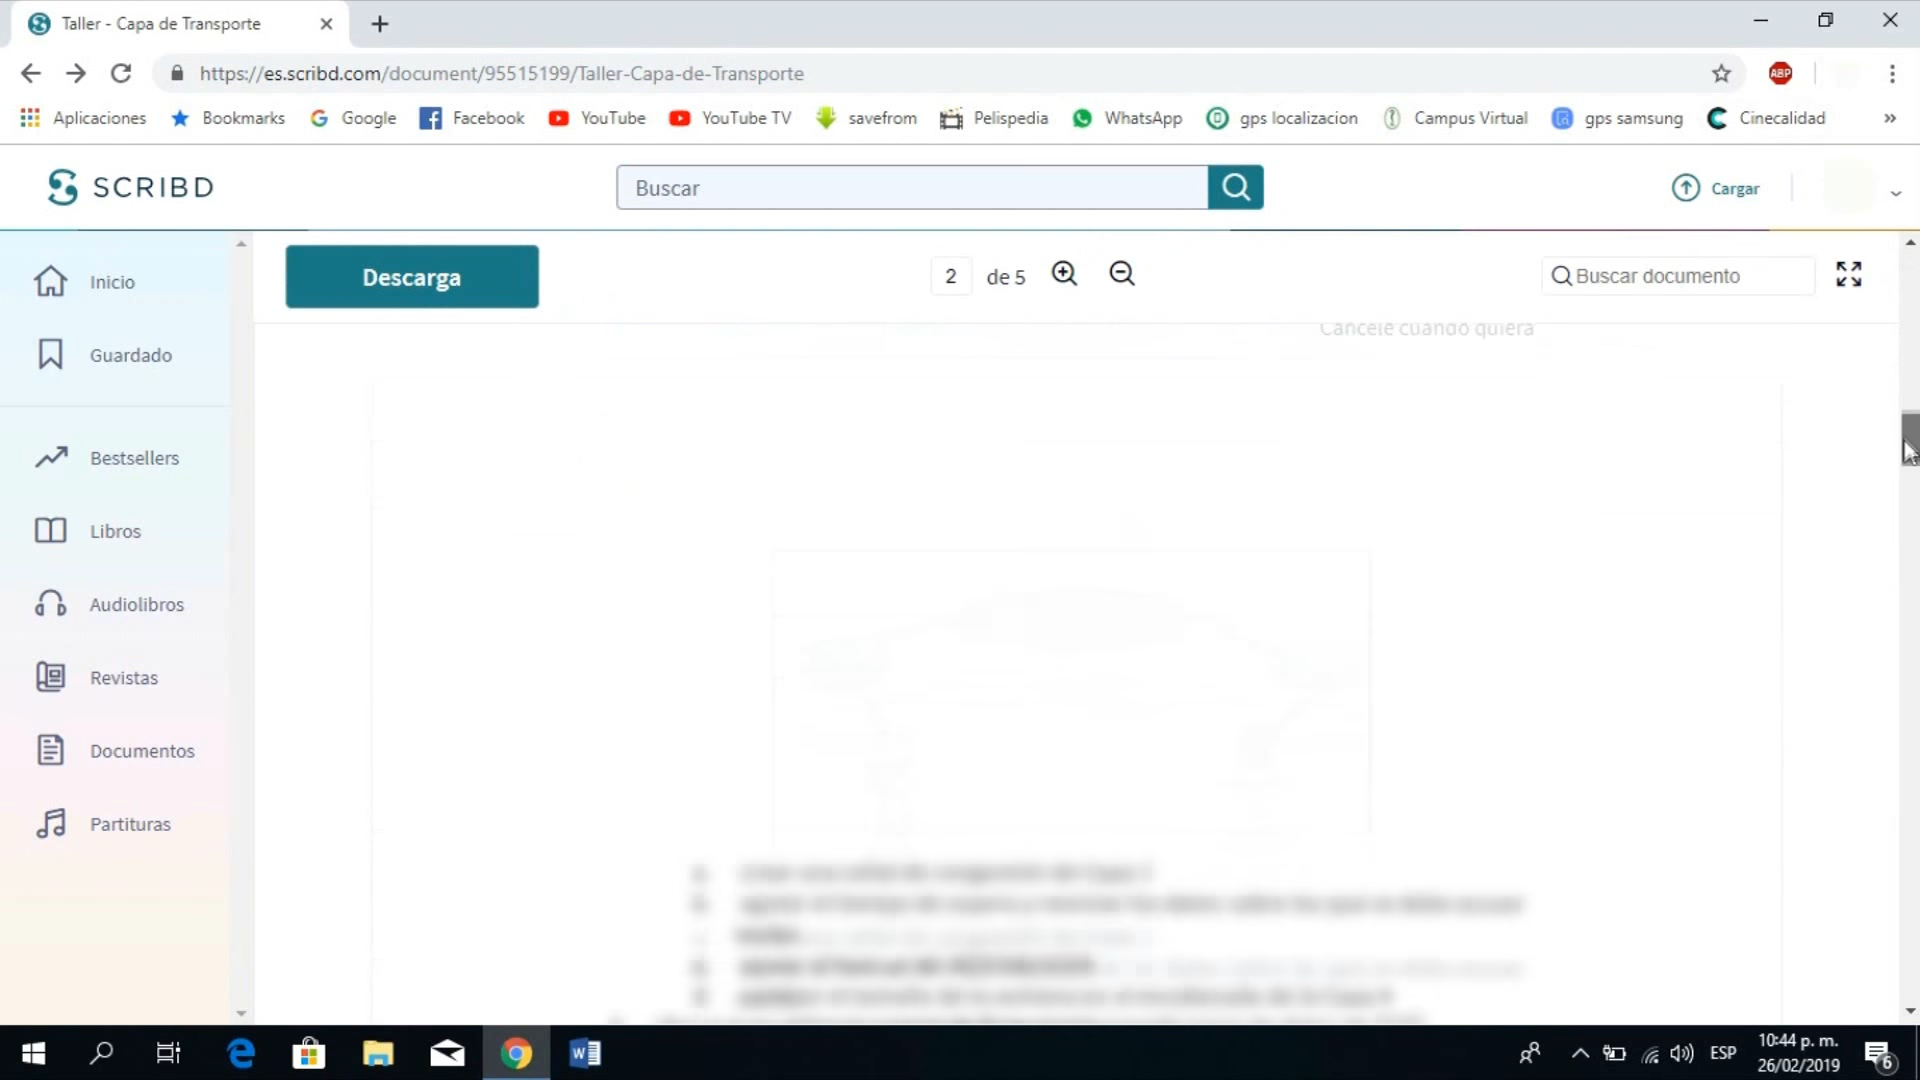 Taller - Capa de Transporte
https://es.scribd.com/document/95515199/Taller-Capa-de-Transporte
ABP
Aplicaciones Bookmarks Google Facebook YouTube YouTube TV savefrom Pelispedia WhatsApp gps localizacion Campus Virtual gps samsung Cinecalidad »
SCRIBD
Buscar
Cargar
Descarga
2 de 5
Buscar documento
Inicio
Guardado
Bestsellers
Libros
Audiolibros
Revistas
Documentos
Partituras
Cancele cuando quiera
ESP
10:44 p. m.
26/02/2019
6